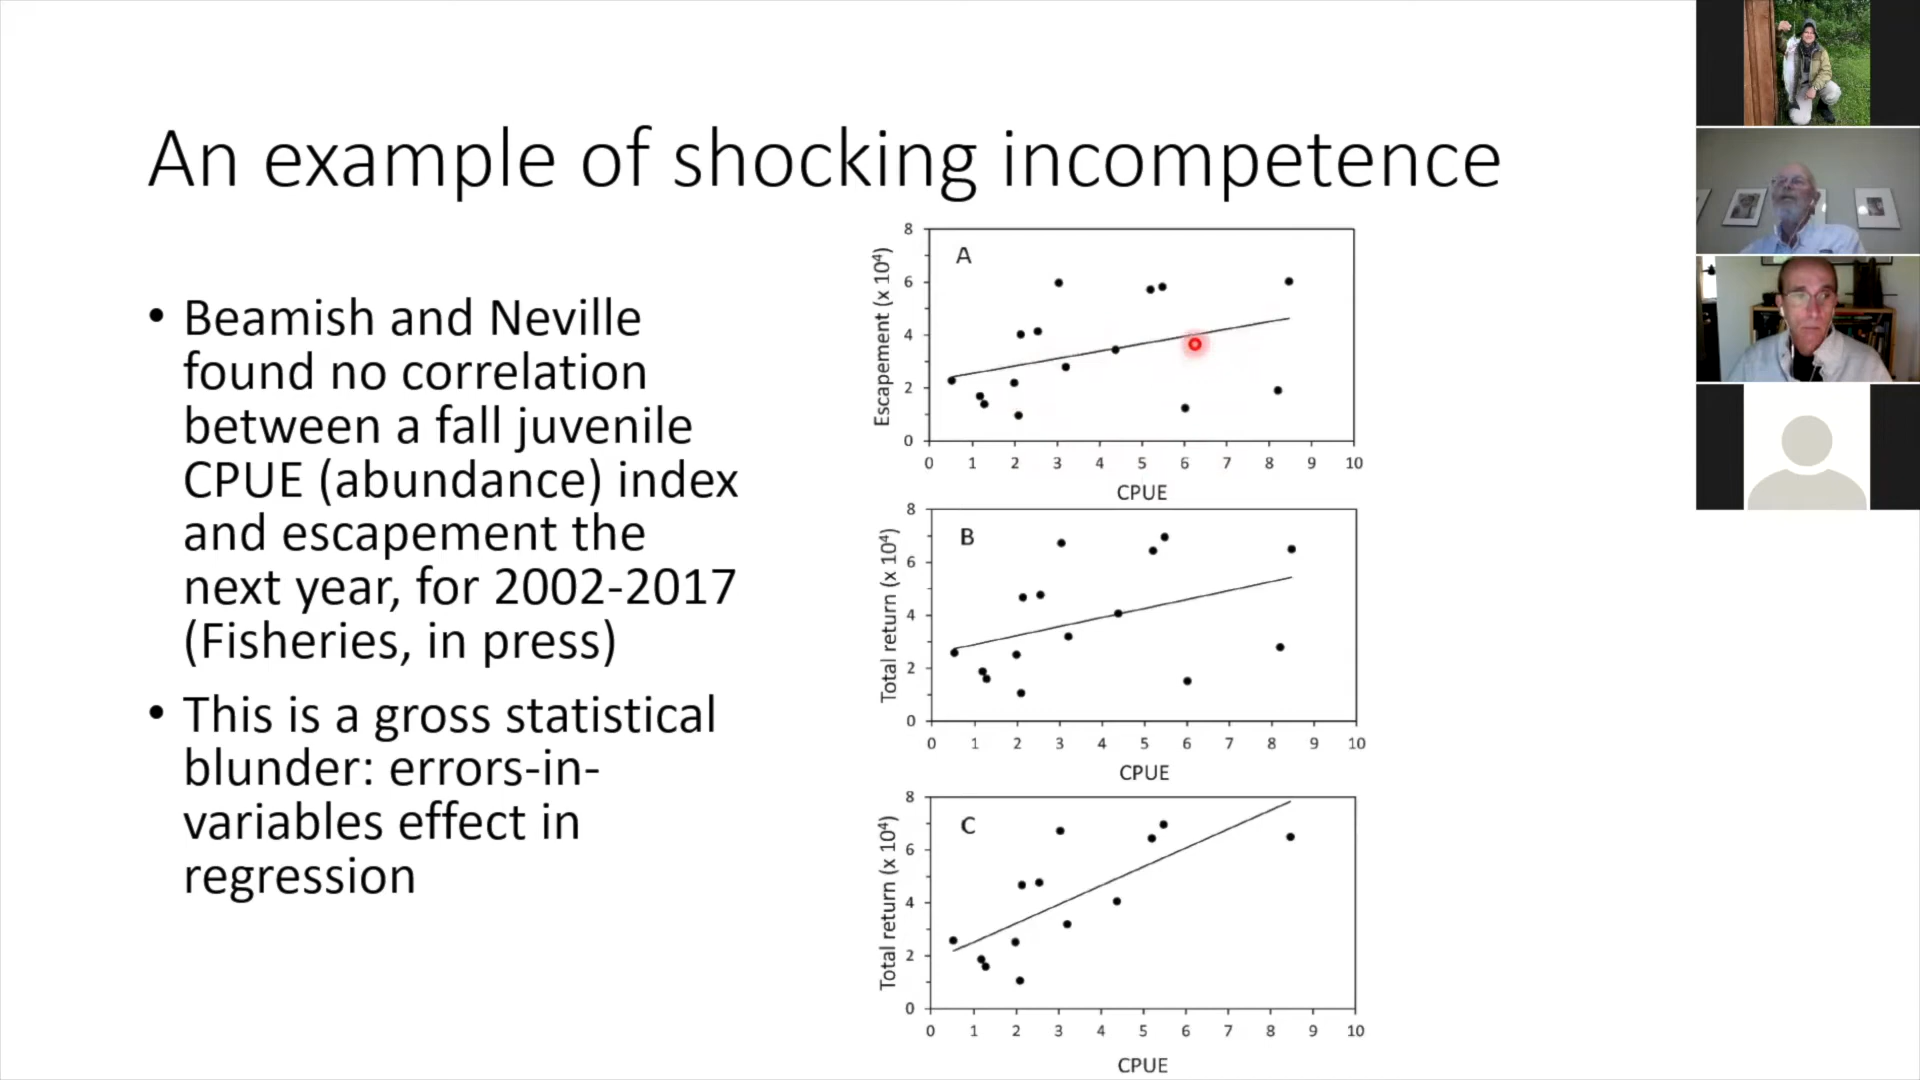 An example of shocking incompetence
• Beamish and Neville
found no correlation
between a fall juvenile
CPUE (abundance) index
and escapement the
next year, for 2002-2017
(Fisheries, in press)
• This is a gross statistical
blunder: errors-in-
variables effect in
regression
A
Escapement (x 10⁴)
8
6
4
2
0
0 1 2 3 4 5 6 7 8 9 10
CPUE
B
Total return (x 10⁴)
8
6
4
2
0
0 1 2 3 4 5 6 7 8 9 10
CPUE
C
Total return (x 10⁴)
8
6
4
2
0
0 1 2 3 4 5 6 7 8 9 10
CPUE